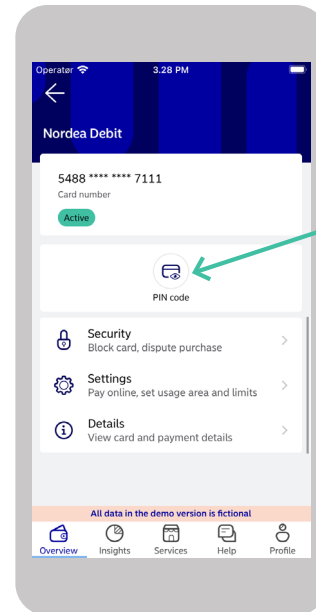 Operatør 3.28 PM
Nordea Debit
5488 **** **** 7111
Card number
Active
PIN code
Security
Block card, dispute purchase
Settings
Pay online, set usage area and limits
Details
View card and payment details
All data in the demo version is fictional
Overview Insights Services Help Profile